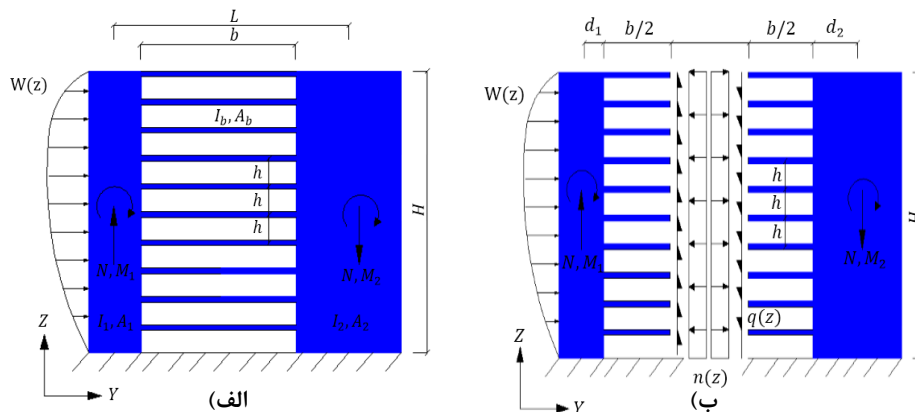 L
b
W(z)
I_b, A_b
h
h
h
H
N, M_1
N, M_2
I_1, A_1
I_2, A_2
Z
Y
الف)
d_1
b/2
b/2
d_2
W(z)
h
h
h
H
N, M_1
N, M_2
q(z)
Z
n(z)
Y
ب)